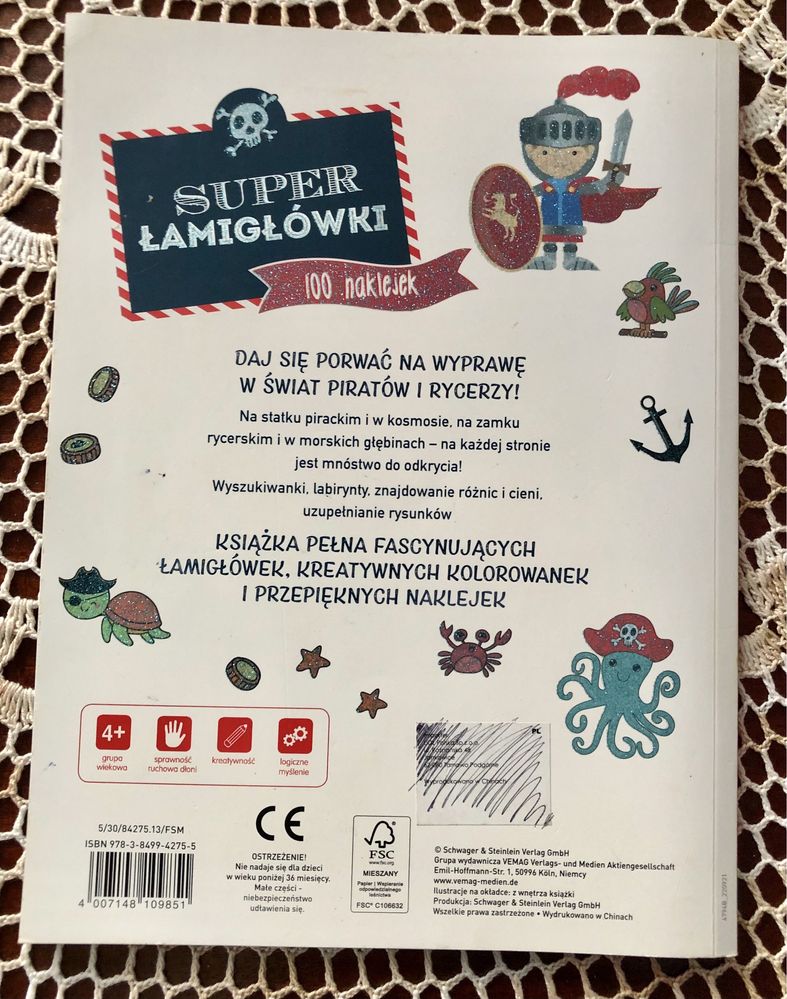 SUPER
ŁAMIGŁÓWKI
100 naklejek
DAJ SIĘ PORWAĆ NA WYPRAWĘ
W ŚWIAT PIRATÓW I RYCERZY!
Na statku pirackim i w kosmosie, na zamku
rycerskim i w morskich głębinach – na każdej stronie
jest mnóstwo do odkrycia!
Wyszukiwanki, labirynty, znajdowanie różnic i cieni,
uzupełnianie rysunków
KSIĄŻKA PEŁNA FASCYNUJĄCYCH
ŁAMIGŁÓWEK, KREATYWNYCH KOLOROWANEK
I PRZEPIĘKNYCH NAKLEJEK
4+
grupa
wiekowa
sprawność
ruchowa dłoni
kreatywność
logiczne
myślenie
PL
Wyprodukowano w Chinach
5/30/84275.13/FSM
ISBN 978-3-8499-4275-5
4 007148 109851
CE
OSTRZEŻENIE!
Nie nadaje się dla dzieci
w wieku poniżej 36 miesięcy.
Małe części -
niebezpieczeństwo
udławienia się.
FSC
www.fsc.org
MIESZANY
Papier | Wspieranie
odpowiedzialnego
leśnictwa
FSC® C106632
© Schwager & Steinlein Verlag GmbH
Grupa wydawnicza VEMAG Verlags- und Medien Aktiengesellschaft
Emil-Hoffmann-Str. 1, 50996 Köln, Niemcy
www.vemag-medien.de
Ilustracje na okładce: z wnętrza książki
Produkcja: Schwager & Steinlein Verlag GmbH
Wszelkie prawa zastrzeżone • Wydrukowano w Chinach